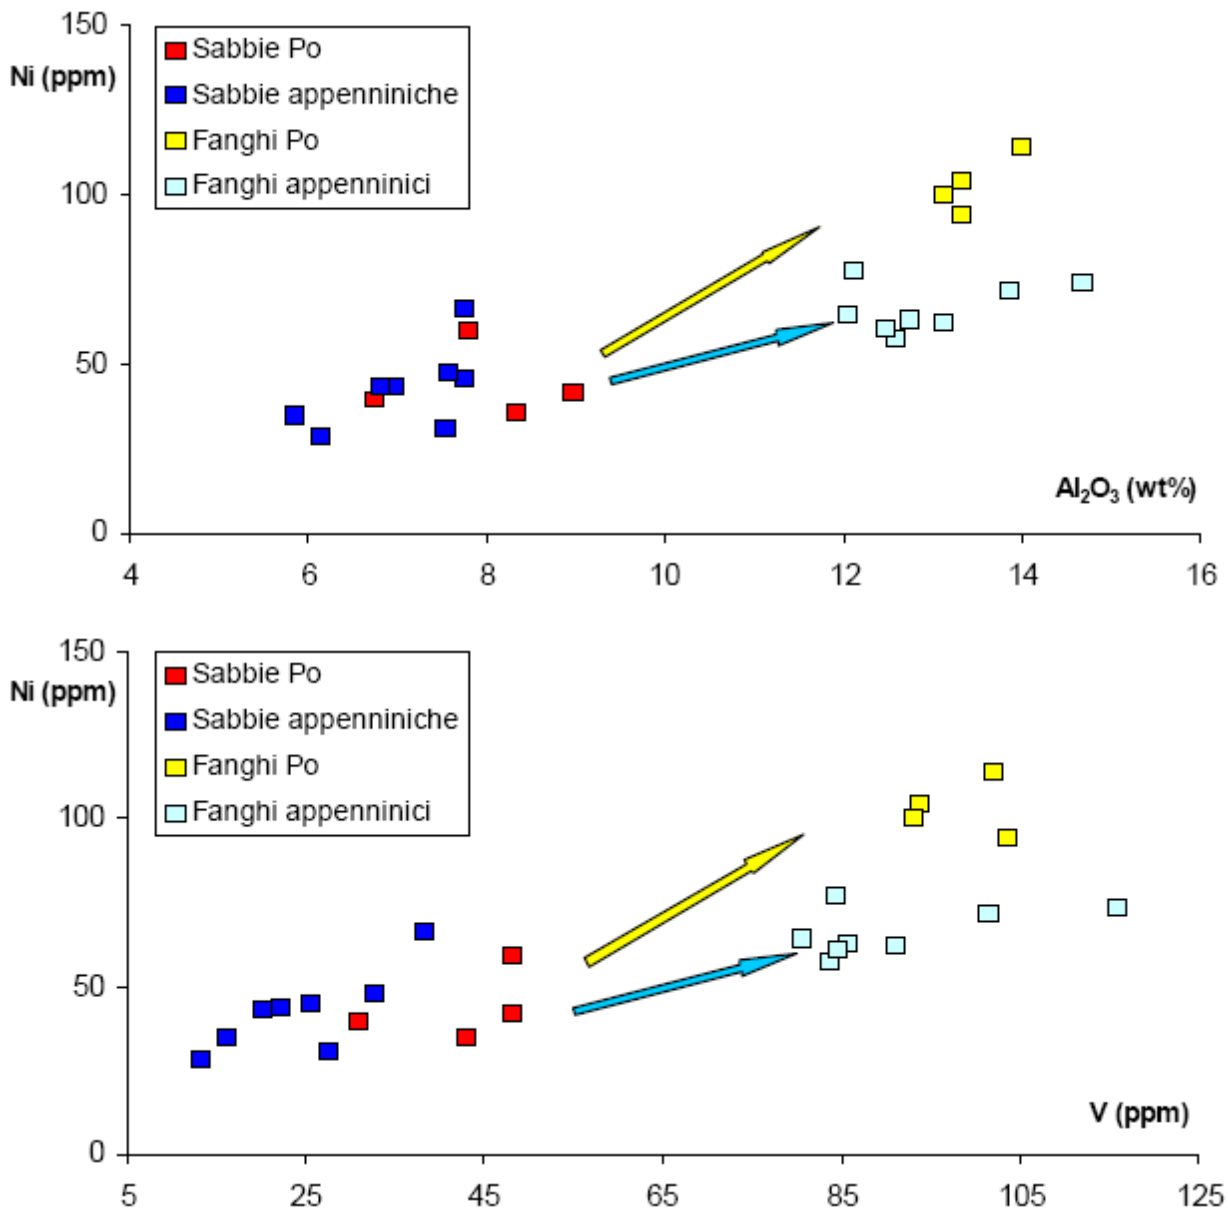 150
Ni (ppm)
Sabbie Po
Sabbie appenniniche
Fanghi Po
Fanghi appenninici
100
50
Al₂O₃ (wt%)
0
4 6 8 10 12 14 16
150
Ni (ppm)
Sabbie Po
Sabbie appenniniche
Fanghi Po
Fanghi appenninici
100
50
V (ppm)
0
5 25 45 65 85 105 125